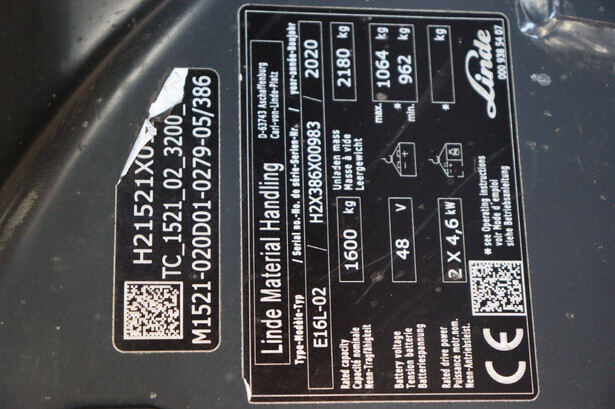 H21521X0
TC_1521_02_3200_
M1521-020D01-0279-05/386
Linde Material Handling
D-63743 Aschaffenburg
Carl-von-Linde-Platz
Type-Modèle-Typ / Serial no.-No. de série-Serien-Nr. / year-année-Baujahr
E16L-02 / H2X386X00983 / 2020
Rated capacity
Capacité nominale
Nenn-Tragfähigkeit
1600 kg
Unladen mass
Masse à vide
Leergewicht
2180 kg
Battery voltage
Tension batterie
Batteriespannung
48 V
max. 1064 kg
min. * 962 kg
Rated drive power
Puissance motr.nom.
Nenn-Antriebsleist.
2 X 4,6 kW
* kg
* see Operating instructions
voir Mode d'emploi
siehe Betriebsanleitung
CE
Linde
000 938 54 07